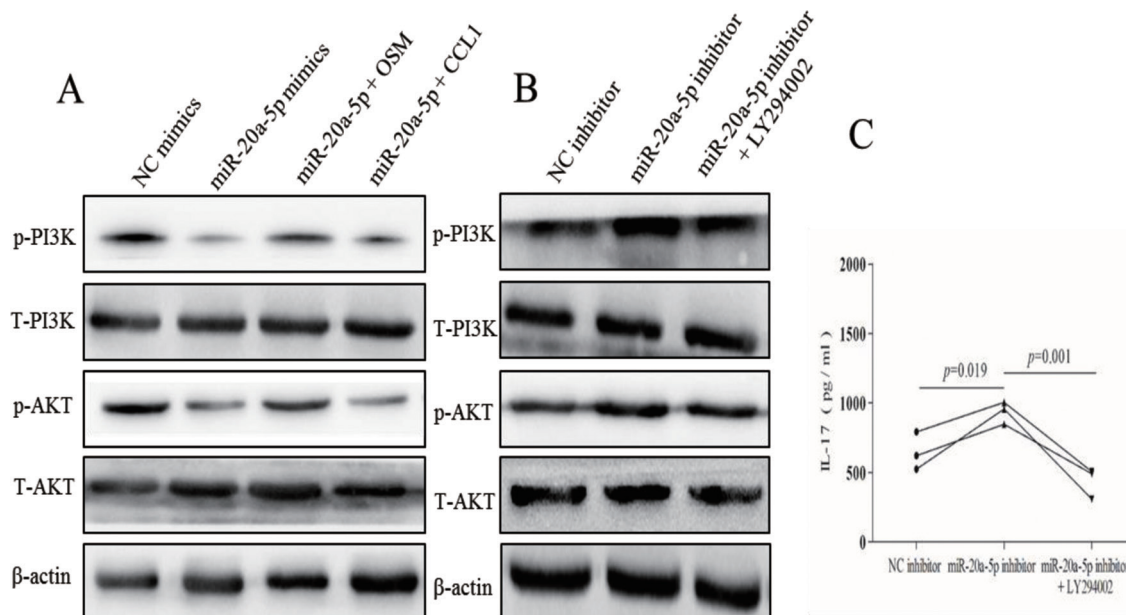 A
NC mimics
miR-20a-5p mimics
miR-20a-5p + OSM
miR-20a-5p + CCL1
p-PI3K
T-PI3K
p-AKT
T-AKT
β-actin
B
NC inhibitor
miR-20a-5p inhibitor
miR-20a-5p inhibitor
+ LY294002
p-PI3K
T-PI3K
p-AKT
T-AKT
β-actin
C
2000
1500
1000
500
0
IL-17 ( pg / ml )
p=0.019
p=0.001
NC inhibitor
miR-20a-5p inhibitor
miR-20a-5p inhibitor
+ LY294002